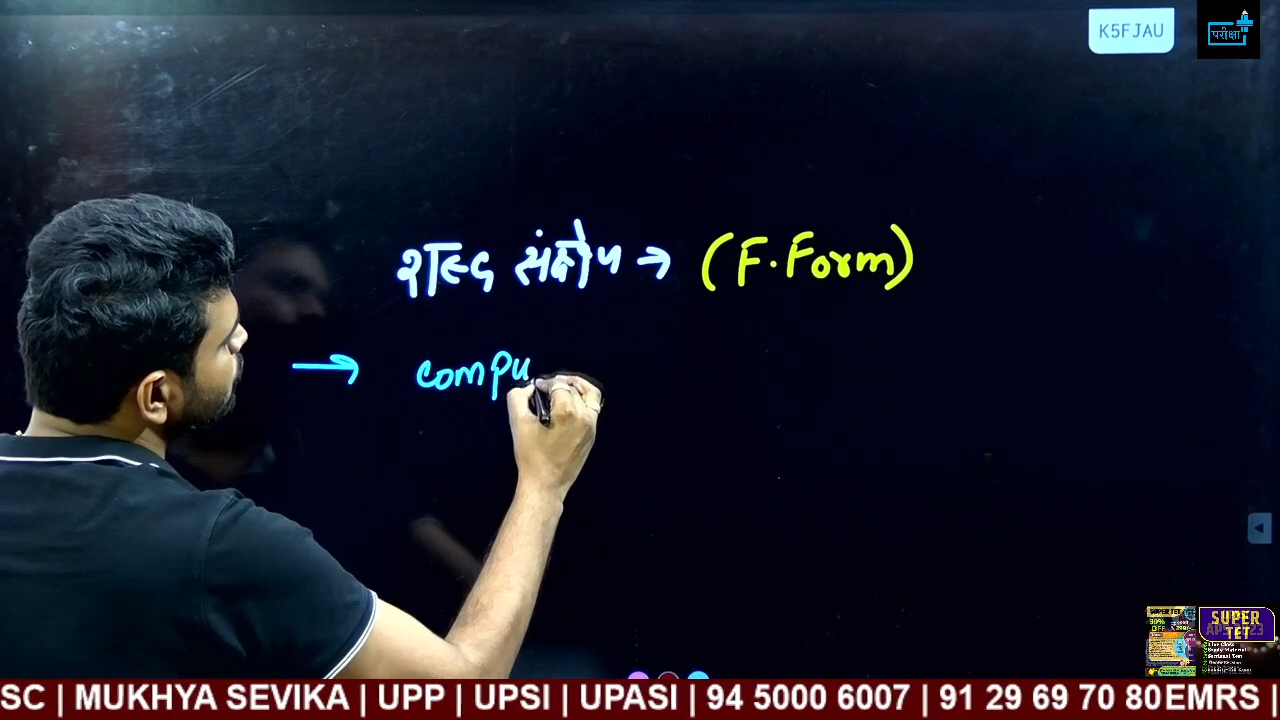 K5FJAU
परीक्षा
शब्द संक्षेप → (F. Form)
→ compu
SUPER
TET
SC | MUKHYA SEVIKA | UPP | UPSI | UPASI | 94 5000 6007 | 91 29 69 70 80EMRS |